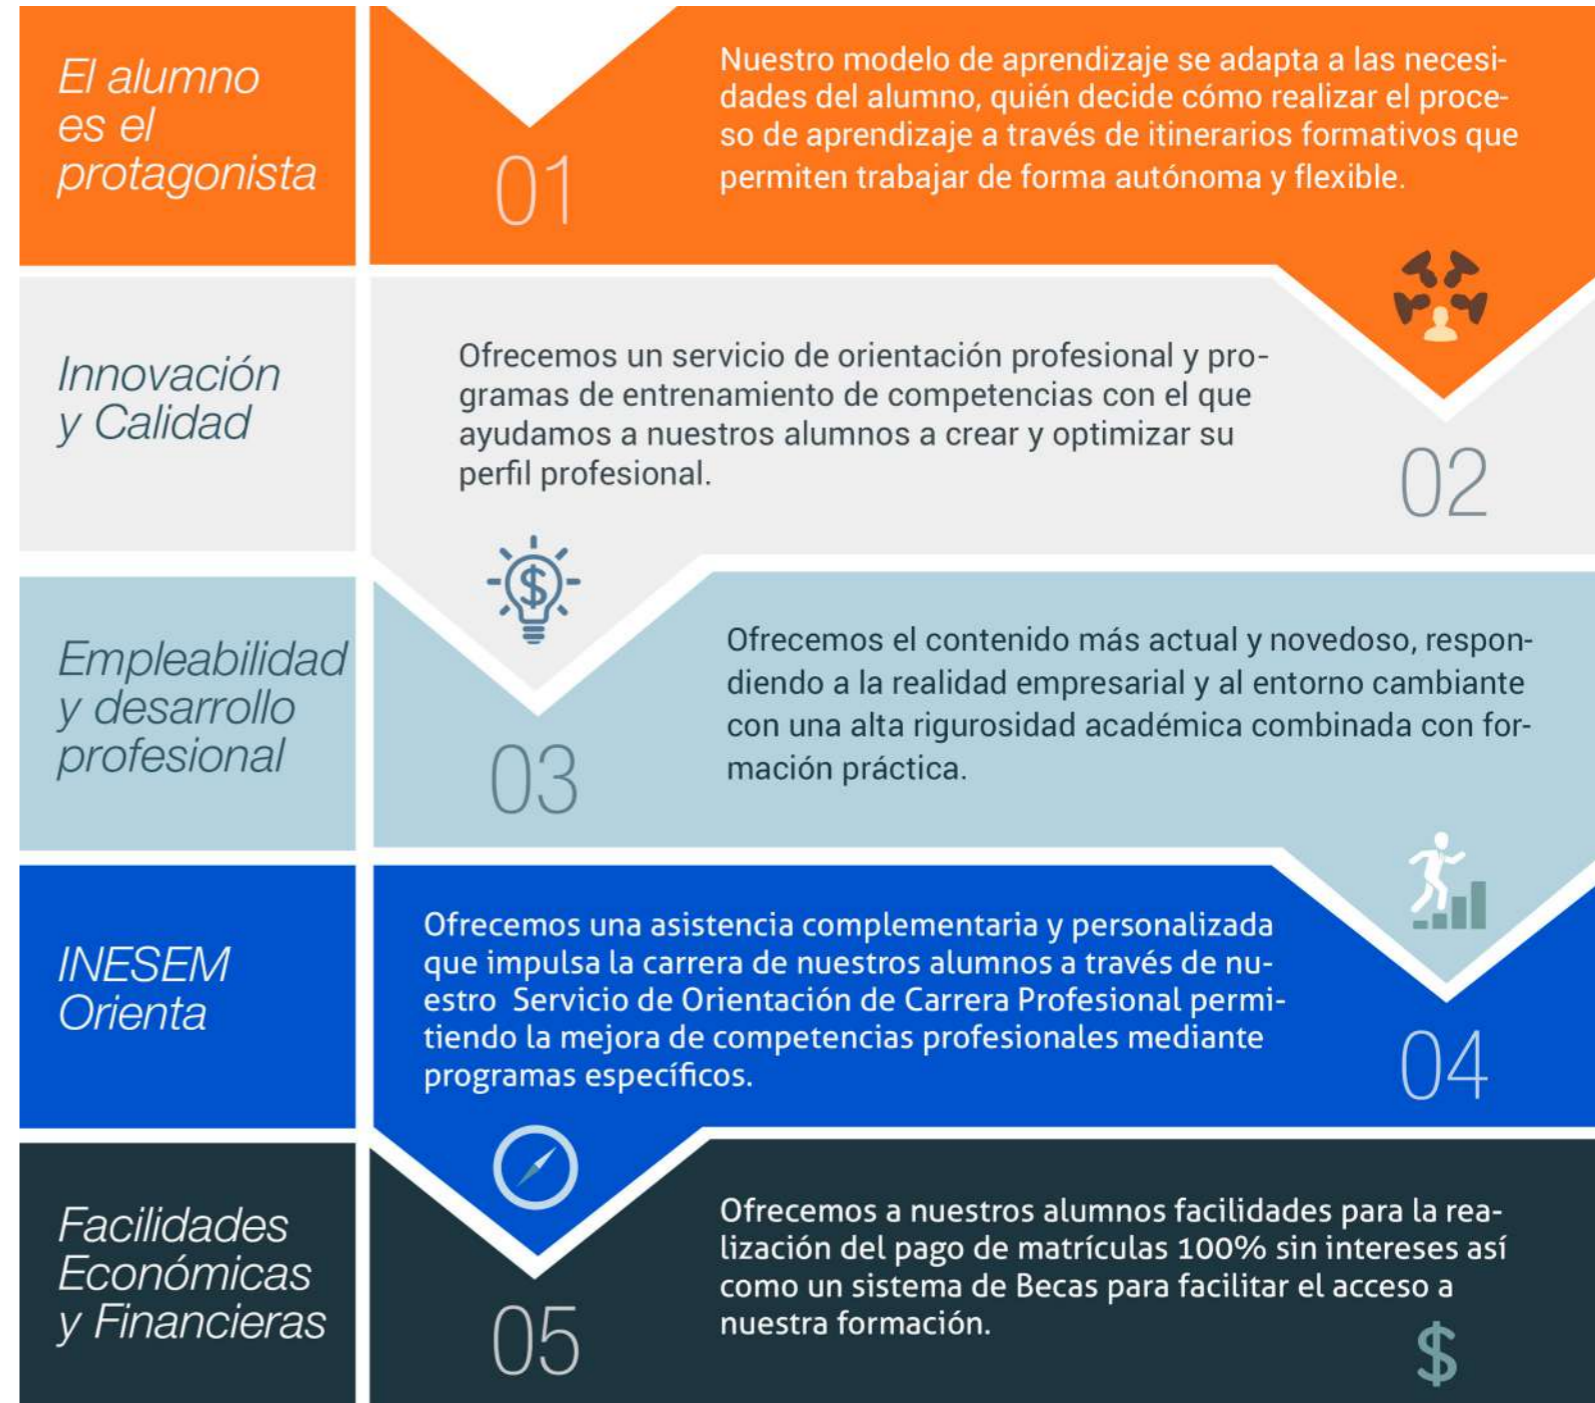 El alumno
es el
protagonista
01
Nuestro modelo de aprendizaje se adapta a las necesi-
dades del alumno, quién decide cómo realizar el proce-
so de aprendizaje a través de itinerarios formativos que
permiten trabajar de forma autónoma y flexible.
Innovación
y Calidad
Ofrecemos un servicio de orientación profesional y pro-
gramas de entrenamiento de competencias con el que
ayudamos a nuestros alumnos a crear y optimizar su
perfil profesional.
02
$
Empleabilidad
y desarrollo
profesional
03
Ofrecemos el contenido más actual y novedoso, respon-
diendo a la realidad empresarial y al entorno cambiante
con una alta rigurosidad académica combinada con for-
mación práctica.
INESEM
Orienta
Ofrecemos una asistencia complementaria y personalizada
que impulsa la carrera de nuestros alumnos a través de nu-
estro  Servicio de Orientación de Carrera Profesional permi-
tiendo la mejora de competencias profesionales mediante
programas específicos.
04
Facilidades
Económicas
y Financieras
05
Ofrecemos a nuestros alumnos facilidades para la rea-
lización del pago de matrículas 100% sin intereses así
como un sistema de Becas para facilitar el acceso a
nuestra formación.
$